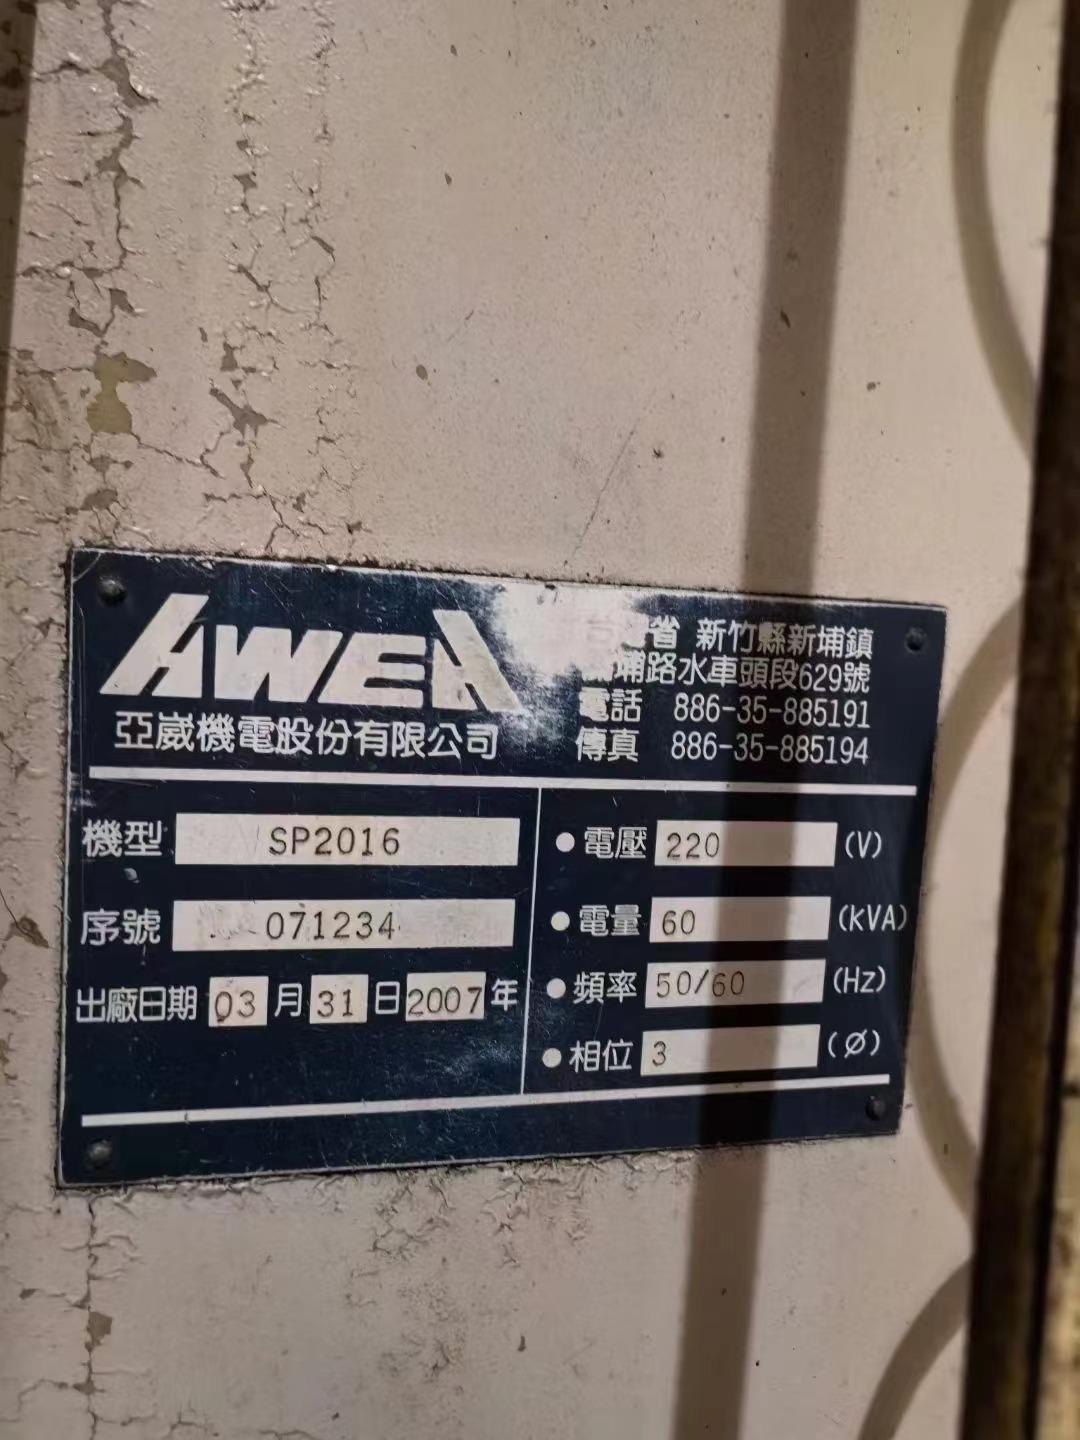 AWEA
亞崴機電股份有限公司
省 新竹縣新埔鎮
埔路水車頭段629號
電話 886-35-885191
傳真 886-35-885194
機型 SP2016
序號 071234
出廠日期 03 月 31 日 2007 年
●電壓 220 (V)
●電量 60 (KVA)
●頻率 50/60 (Hz)
●相位 3 (Ø)